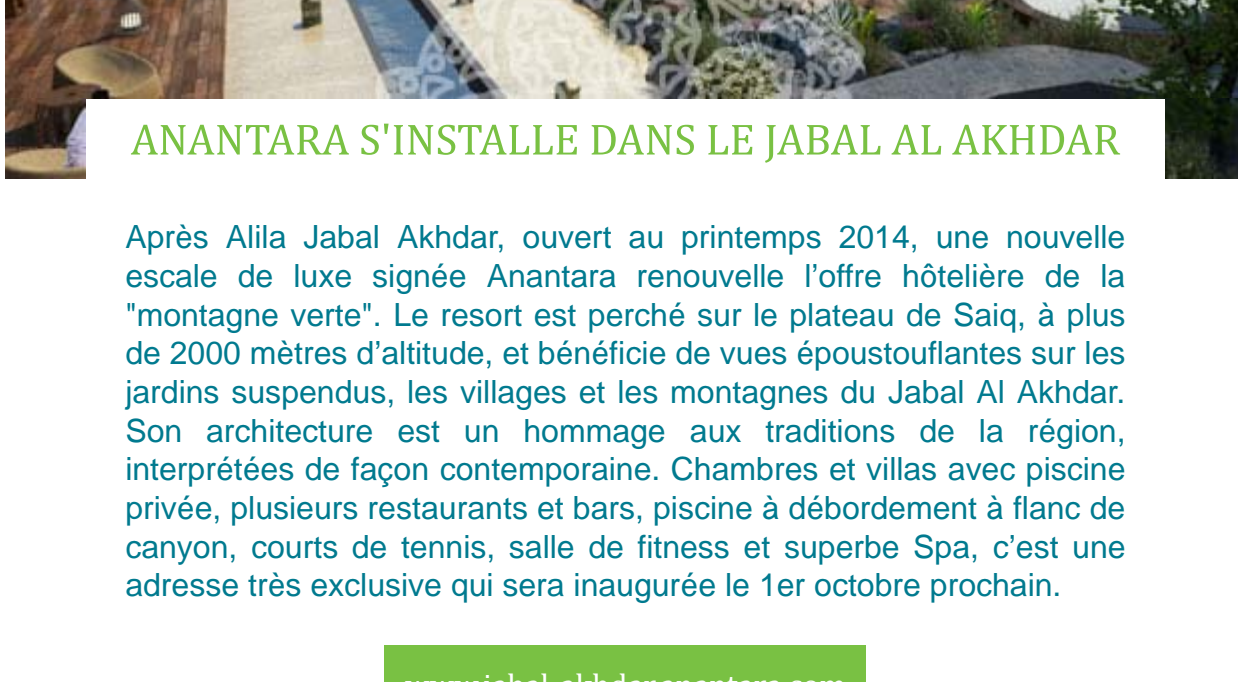 ANANTARA S'INSTALLE DANS LE JABAL AL AKHDAR
Après Alila Jabal Akhdar, ouvert au printemps 2014, une nouvelle
escale de luxe signée Anantara renouvelle l’offre hôtelière de la
"montagne verte". Le resort est perché sur le plateau de Saiq, à plus
de 2000 mètres d’altitude, et bénéficie de vues époustouflantes sur les
jardins suspendus, les villages et les montagnes du Jabal Al Akhdar.
Son architecture est un hommage aux traditions de la région,
interprétées de façon contemporaine. Chambres et villas avec piscine
privée, plusieurs restaurants et bars, piscine à débordement à flanc de
canyon, courts de tennis, salle de fitness et superbe Spa, c’est une
adresse très exclusive qui sera inaugurée le 1er octobre prochain.
www.jabal-akhdar.anantara.com